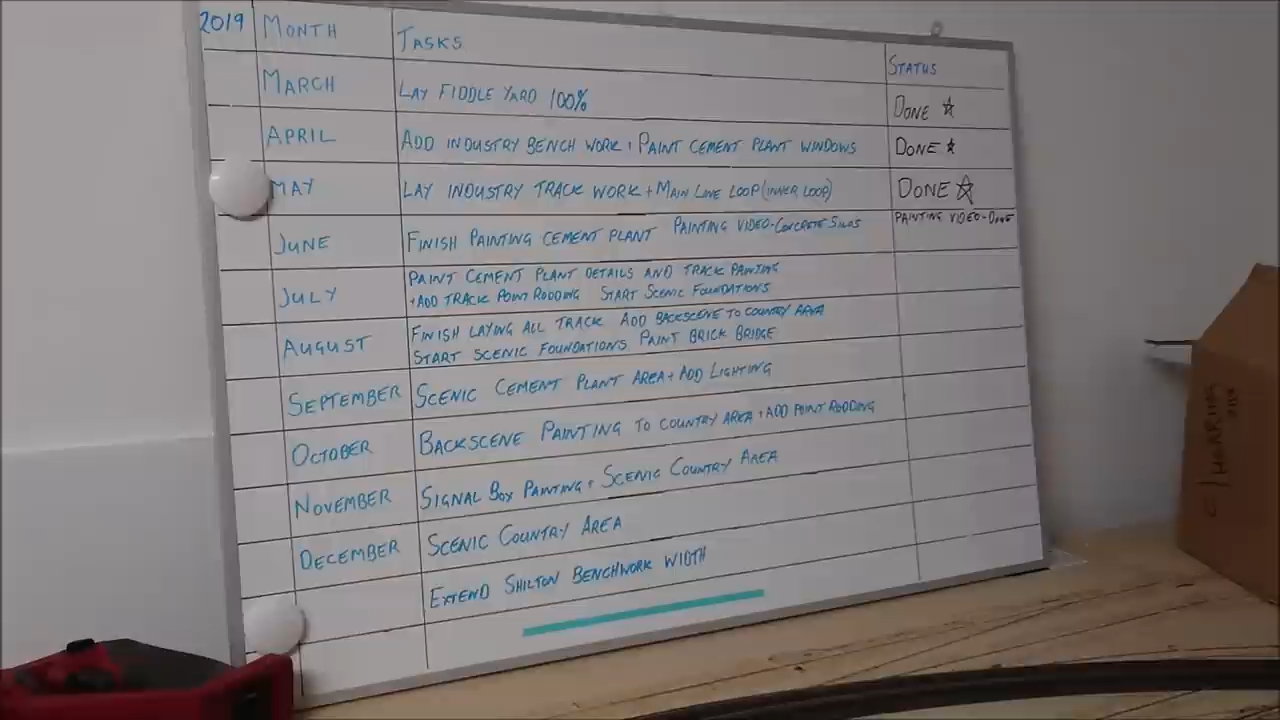 2019 MONTH TASKS STATUS
MARCH LAY FIDDLE YARD 100% DONE ☆
APRIL ADD INDUSTRY BENCH WORK + PAINT CEMENT PLANT WINDOWS DONE ☆
MAY LAY INDUSTRY TRACK WORK + MAIN LINE LOOP (INNER LOOP) DONE ☆
JUNE FINISH PAINTING CEMENT PLANT PAINTING VIDEO-CONCRETE SILOS PAINTING VIDEO-DONE
JULY PAINT CEMENT PLANT DETAILS AND TRACK PAINTING
+ADD TRACK POINT RODDING START SCENIC FOUNDATIONS
AUGUST FINISH LAYING ALL TRACK ADD BACKSCENE TO COUNTRY AREA
START SCENIC FOUNDATIONS PAINT BRICK BRIDGE
SEPTEMBER SCENIC CEMENT PLANT AREA + ADD LIGHTING
OCTOBER BACKSCENE PAINTING TO COUNTRY AREA + ADD POINT RODDING
NOVEMBER SIGNAL BOX PAINTING + SCENIC COUNTRY AREA
DECEMBER SCENIC COUNTRY AREA
EXTEND SHILTON BENCHWORK WIDTH